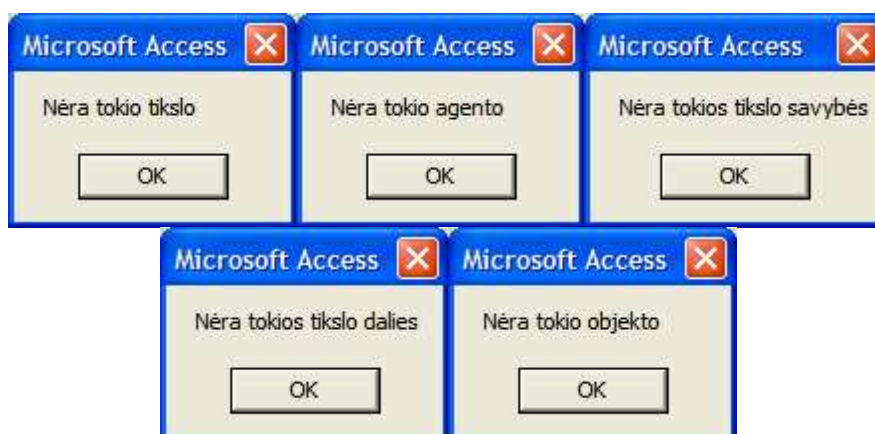 Microsoft Access
Nėra tokio tikslo
OK
Microsoft Access
Nėra tokio agento
OK
Microsoft Access
Nėra tokios tikslo savybės
OK
Microsoft Access
Nėra tokios tikslo dalies
OK
Microsoft Access
Nėra tokio objekto
OK